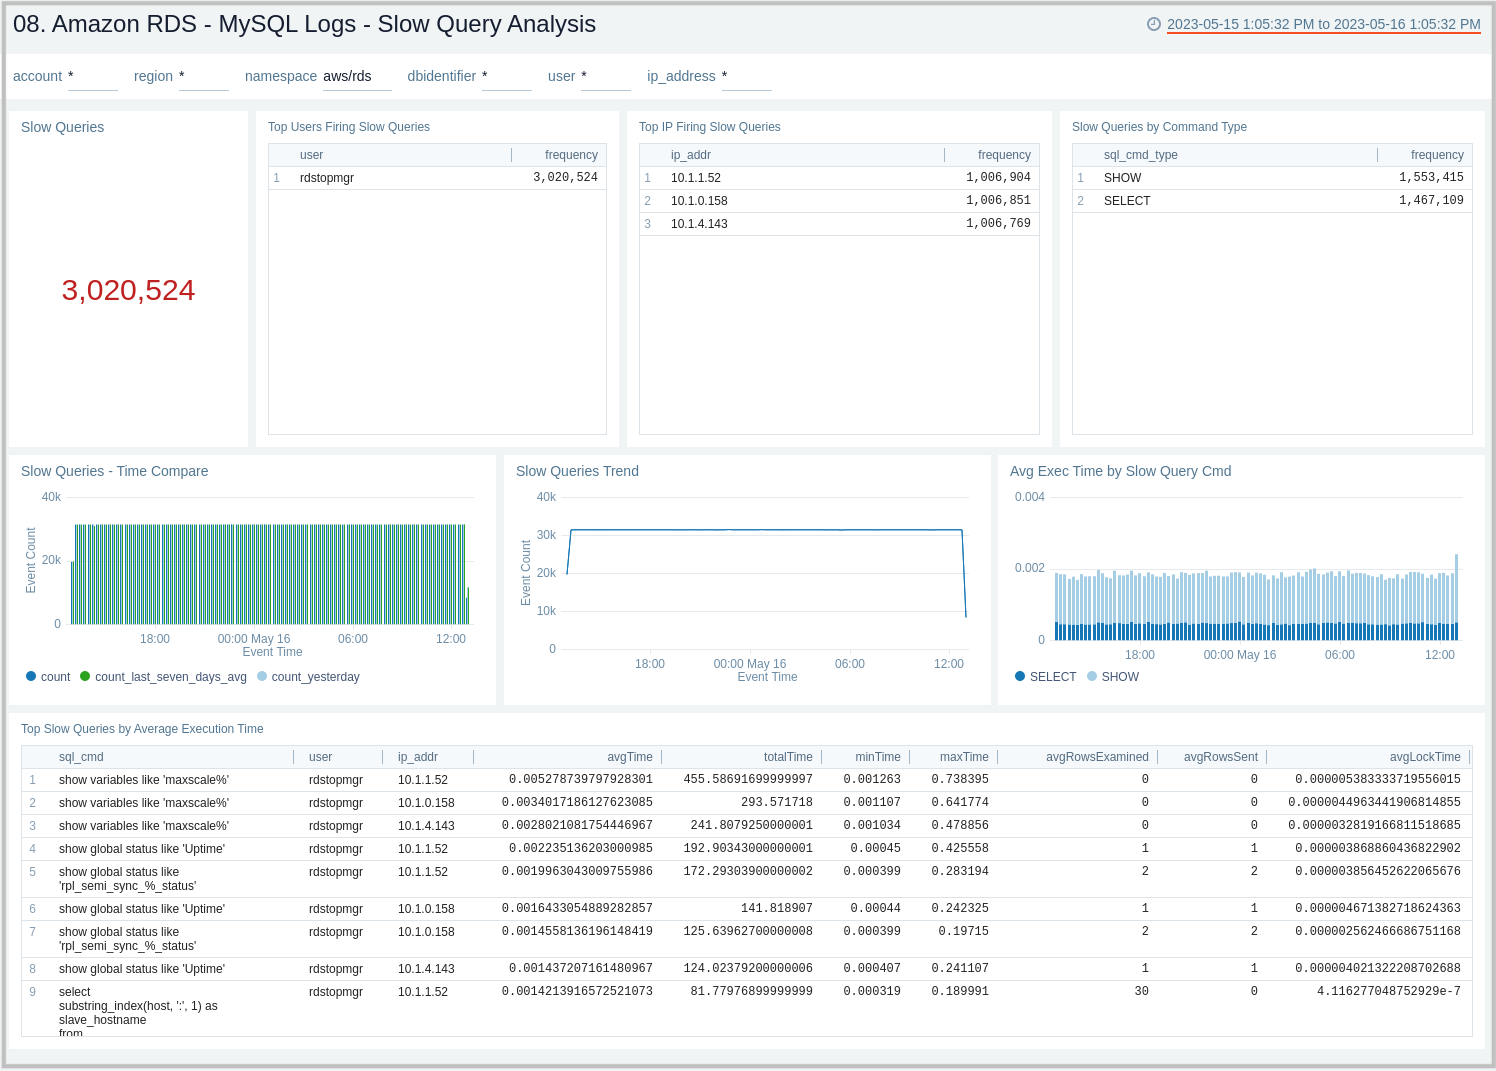 08. Amazon RDS - MySQL Logs - Slow Query Analysis
2023-05-15 1:05:32 PM to 2023-05-16 1:05:32 PM
account * region * namespace aws/rds dbidentifier * user * ip_address *
Slow Queries
3,020,524
Top Users Firing Slow Queries
user frequency
1 rdstopmgr 3,020,524
Top IP Firing Slow Queries
ip_addr frequency
1 10.1.1.52 1,006,904
2 10.1.0.158 1,006,851
3 10.1.4.143 1,006,769
Slow Queries by Command Type
sql_cmd_type frequency
1 SHOW 1,553,415
2 SELECT 1,467,109
Slow Queries - Time Compare
40k
20k
0
Event Count
18:00 00:00 May 16 06:00 12:00
Event Time
count count_last_seven_days_avg count_yesterday
Slow Queries Trend
40k
30k
20k
10k
0
Event Count
18:00 00:00 May 16 06:00 12:00
Event Time
Avg Exec Time by Slow Query Cmd
0.004
0.002
0
18:00 00:00 May 16 06:00 12:00
SELECT SHOW
Top Slow Queries by Average Execution Time
sql_cmd user ip_addr avgTime totalTime minTime maxTime avgRowsExamined avgRowsSent avgLockTime
1 show variables like 'maxscale%' rdstopmgr 10.1.1.52 0.005278739797928301 455.58691699999997 0.001263 0.738395 0 0 0.000005383333719556015
2 show variables like 'maxscale%' rdstopmgr 10.1.0.158 0.0034017186127623085 293.571718 0.001107 0.641774 0 0 0.0000044963441906814855
3 show variables like 'maxscale%' rdstopmgr 10.1.4.143 0.0028021081754446967 241.8079250000001 0.001034 0.478856 0 0 0.0000032819166811518685
4 show global status like 'Uptime' rdstopmgr 10.1.1.52 0.002235136203000985 192.90343000000001 0.00045 0.425558 1 1 0.000003868860436822902
5 show global status like rdstopmgr 10.1.1.52 0.0019963043009755986 172.29303900000002 0.000399 0.283194 2 2 0.000003856452622065676
'rpl_semi_sync_%_status'
6 show global status like 'Uptime' rdstopmgr 10.1.0.158 0.0016433054889282857 141.818907 0.00044 0.242325 1 1 0.000004671382718624363
7 show global status like rdstopmgr 10.1.0.158 0.0014558136196148419 125.63962700000008 0.000399 0.19715 2 2 0.000002562466686751168
'rpl_semi_sync_%_status'
8 show global status like 'Uptime' rdstopmgr 10.1.4.143 0.001437207161480967 124.02379200000006 0.000407 0.241107 1 1 0.000004021322208702688
9 select rdstopmgr 10.1.1.52 0.0014213916572521073 81.77976899999999 0.000319 0.189991 30 0 4.116277048752929e-7
substring_index(host, ':', 1) as
slave_hostname
from